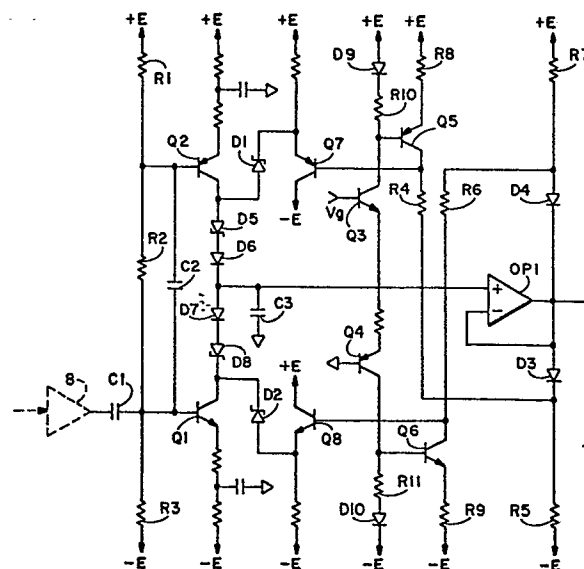 +E +E +E +E +E +E
D9 R8 R7
R1
R10
Q2 D1 Q7 Q5
-E R4 R6 D4
Vg Q3
D5
R2 D6 OP1
C2 C3
D7
Q4 D3
8 C1 D8 +E
D2
Q1 Q8 Q6
R11
R3 D10 R9 R5
-E -E -E -E -E -E